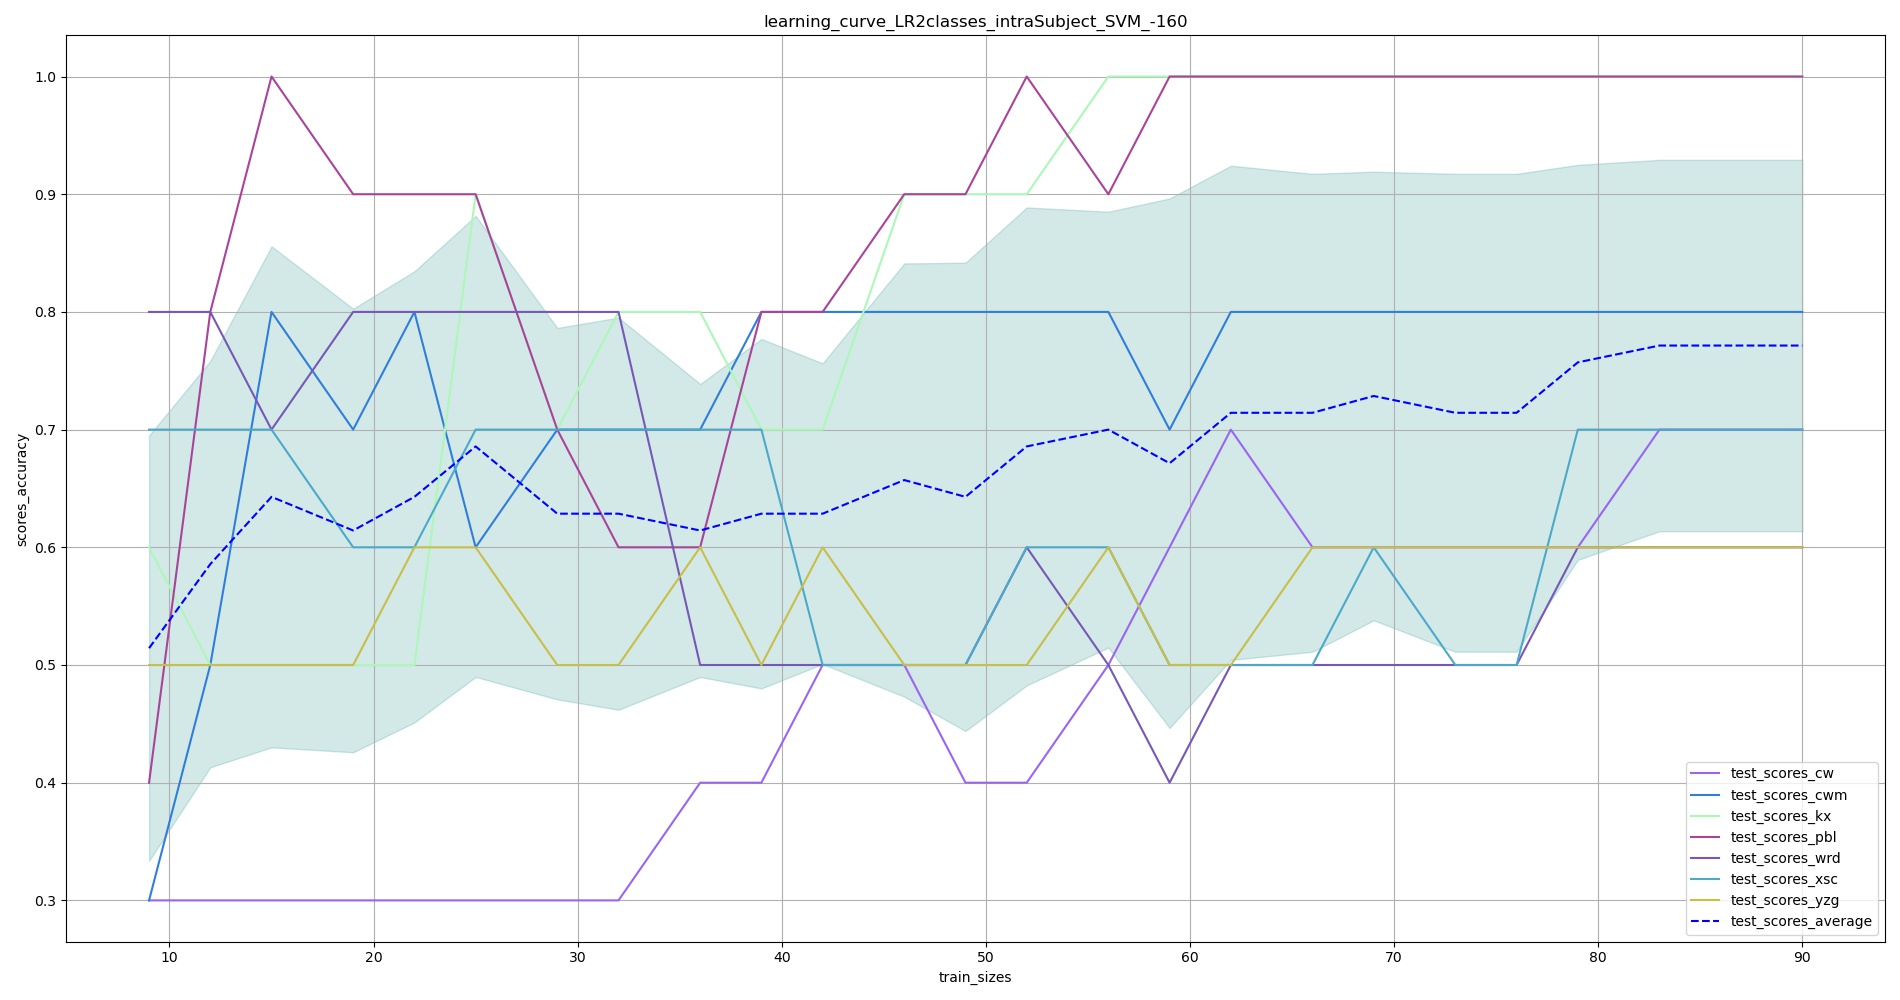 learning_curve_LR2classes_intraSubject_SVM_-160
scores_accuracy
1.0
0.9
0.8
0.7
0.6
0.5
0.4
0.3
10 20 30 40 50 60 70 80 90
train_sizes
test_scores_cw
test_scores_cwm
test_scores_kx
test_scores_pbl
test_scores_wrd
test_scores_xsc
test_scores_yzg
test_scores_average